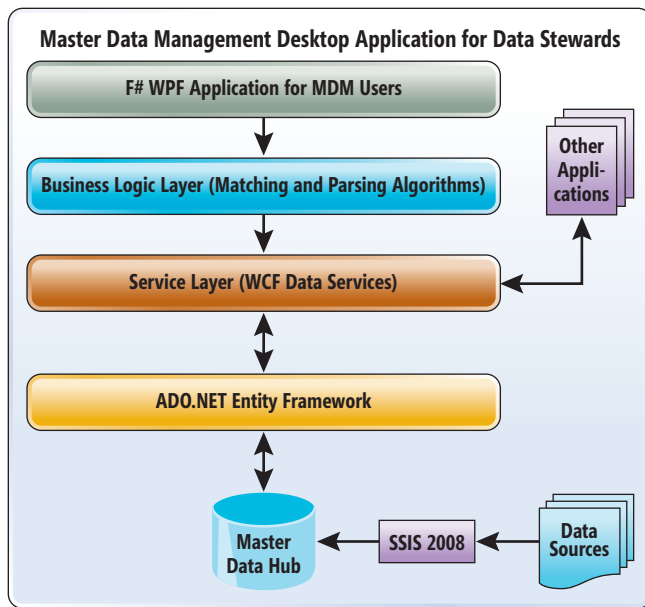 Master Data Management Desktop Application for Data Stewards
F# WPF Application for MDM Users
Business Logic Layer (Matching and Parsing Algorithms)
Other
Appli-
cations
Service Layer (WCF Data Services)
ADO.NET Entity Framework
Master
Data Hub
SSIS 2008
Data
Sources